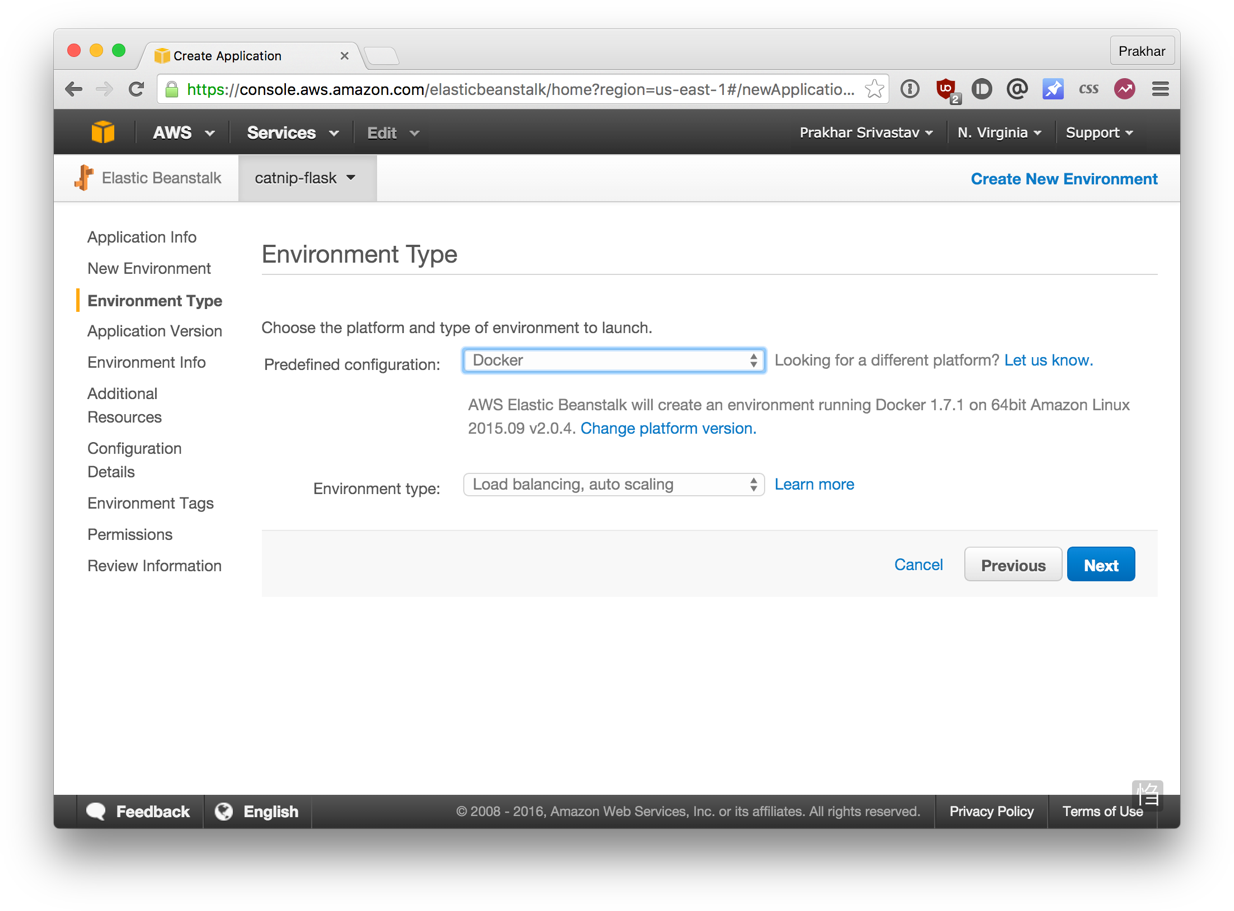 Create Application
Prakhar
https://console.aws.amazon.com/elasticbeanstalk/home?region=us-east-1#/newApplicatio...
UD
2
css
AWS
Services
Edit
Prakhar Srivastav
N. Virginia
Support
Elastic Beanstalk
catnip-flask
Create New Environment
Application Info
New Environment
Environment Type
Application Version
Environment Info
Additional
Resources
Configuration
Details
Environment Tags
Permissions
Review Information
Environment Type
Choose the platform and type of environment to launch.
Predefined configuration:
Docker
Looking for a different platform? Let us know.
AWS Elastic Beanstalk will create an environment running Docker 1.7.1 on 64bit Amazon Linux
2015.09 v2.0.4. Change platform version.
Environment type:
Load balancing, auto scaling
Learn more
Cancel
Previous
Next
Feedback
English
© 2008 - 2016, Amazon Web Services, Inc. or its affiliates. All rights reserved.
Privacy Policy
Terms of Use